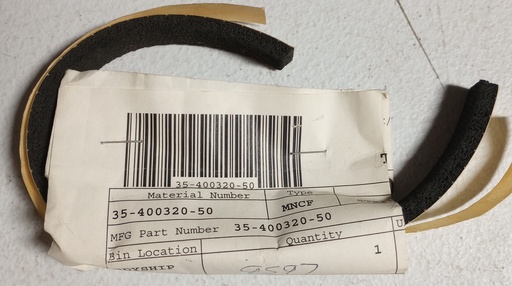 35-400320-50
Material Number Type
35-400320-50 MNCF
MFG Part Number 35-400320-50
Bin Location Quantity U
1